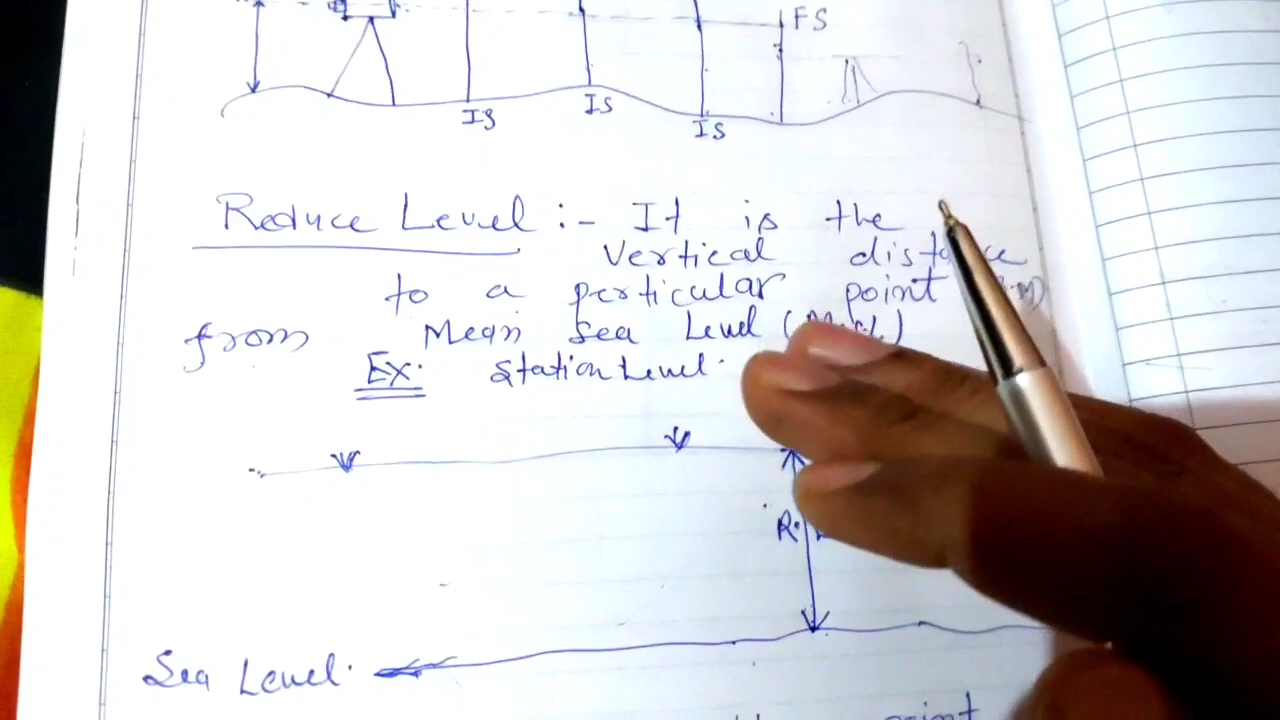 FS
IS
IS
IS
Reduce Level :- It is the
vertical distance
to a perticular point
from Mean Sea Level
Ex. Station Level.
Sea Level.
point